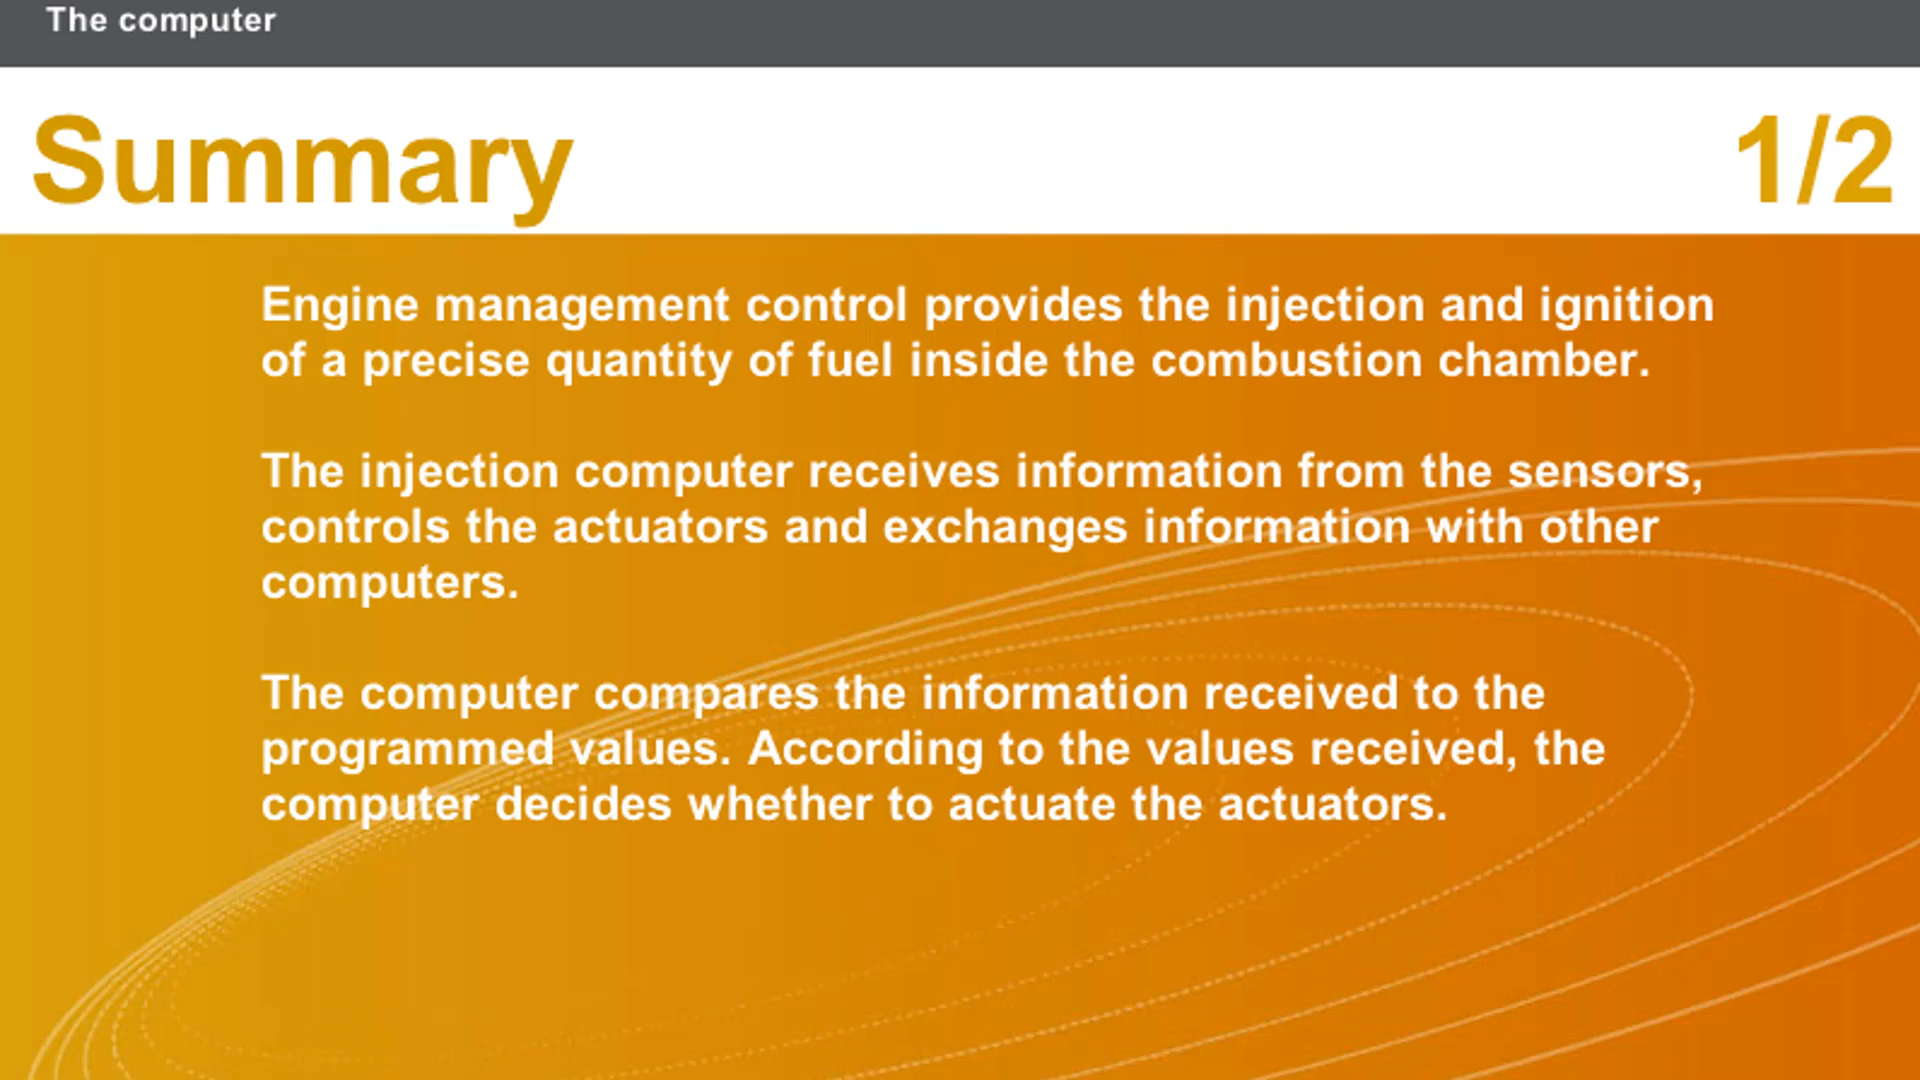 The computer
Summary
1/2
Engine management control provides the injection and ignition
of a precise quantity of fuel inside the combustion chamber.
The injection computer receives information from the sensors,
controls the actuators and exchanges information with other
computers.
The computer compares the information received to the
programmed values. According to the values received, the
computer decides whether to actuate the actuators.